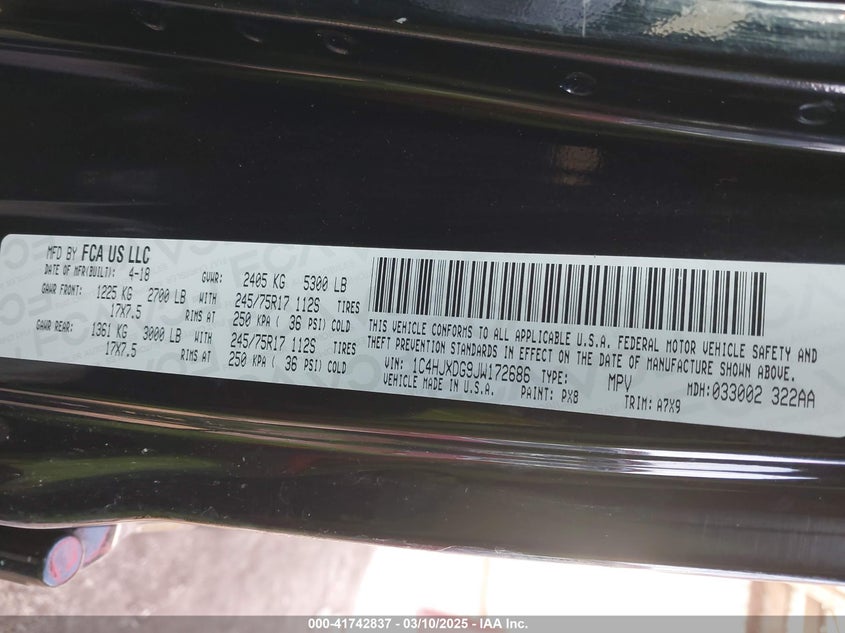 MFD BY FCA US LLC
DATE OF MFR(BUILT): 4-18 GVWR: 2405 KG 5300 LB
GAWR FRONT: 1225 KG 2700 LB WITH 245/75R17 112S TIRES
17X7.5 RIMS AT 250 KPA ( 36 PSI) COLD
GAWR REAR: 1361 KG 3000 LB WITH 245/75R17 112S TIRES
17X7.5 RIMS AT 250 KPA ( 36 PSI) COLD
THIS VEHICLE CONFORMS TO ALL APPLICABLE U.S.A. FEDERAL MOTOR VEHICLE SAFETY AND
THEFT PREVENTION STANDARDS IN EFFECT ON THE DATE OF MANUFACTURE SHOWN ABOVE.
VIN: 1C4HJXDG9JW172686 TYPE: MPV MDH:033002 322AA
VEHICLE MADE IN U.S.A. PAINT: PX8 TRIM: A7X9
000-41742837 - 03/10/2025 - IAA Inc.